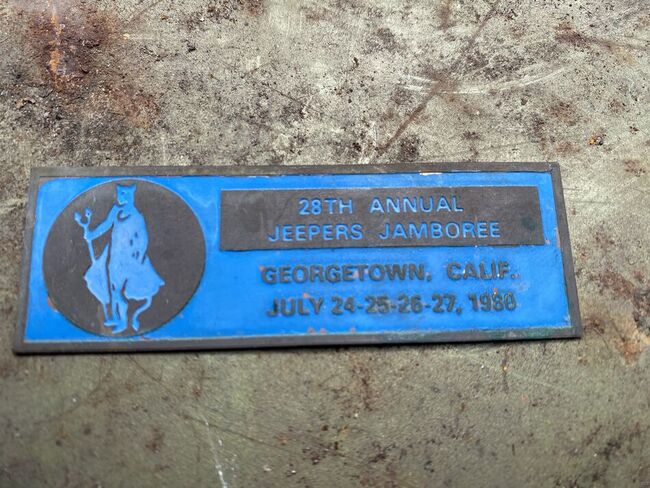 28TH ANNUAL
JEEPERS JAMBOREE
GEORGETOWN, CALIF.
JULY 24-25-26-27, 1980